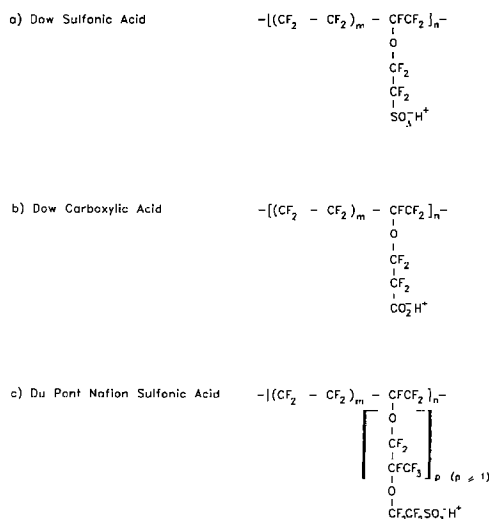 a) Dow Sulfonic Acid -[(CF2 - CF2)m - CFCF2]n-
O
CF2
CF2
SO3-H+
b) Dow Carboxylic Acid -[(CF2 - CF2)m - CFCF2]n-
O
CF2
CF2
CO2-H+
c) Du Pont Nafion Sulfonic Acid -[(CF2 - CF2)m - CFCF2]n-
O
CF2
CFCF3
p (p ≥ 1)
O
CF2CF2SO3-H+